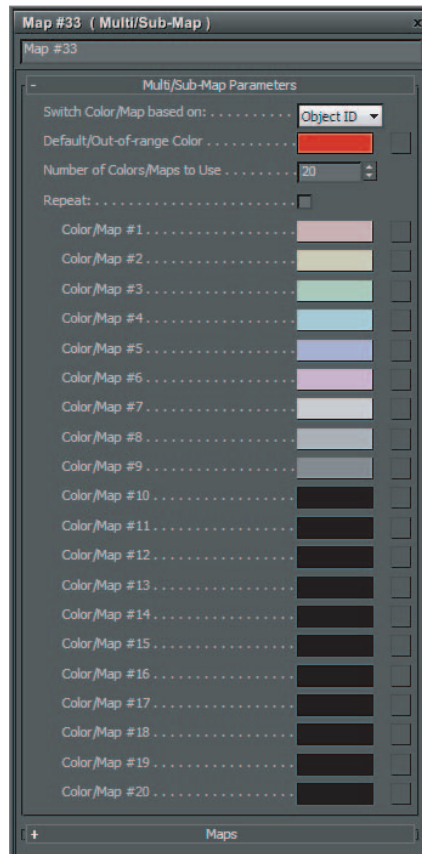 Map #33 ( Multi/Sub-Map ) x
Map #33
- Multi/Sub-Map Parameters
Switch Color/Map based on: . . . . . . . . . . Object ID
Default/Out-of-range Color . . . . . . . . . .
Number of Colors/Maps to Use . . . . . . . . . 20
Repeat: . . . . . . . . . . . . . . . . . . . . . . . .
Color/Map #1 . . . . . . . . . . . . . . . . . .
Color/Map #2 . . . . . . . . . . . . . . . . . .
Color/Map #3 . . . . . . . . . . . . . . . . . .
Color/Map #4 . . . . . . . . . . . . . . . . . .
Color/Map #5 . . . . . . . . . . . . . . . . . .
Color/Map #6 . . . . . . . . . . . . . . . . . .
Color/Map #7 . . . . . . . . . . . . . . . . . .
Color/Map #8 . . . . . . . . . . . . . . . . . .
Color/Map #9 . . . . . . . . . . . . . . . . . .
Color/Map #10 . . . . . . . . . . . . . . . . .
Color/Map #11 . . . . . . . . . . . . . . . . .
Color/Map #12 . . . . . . . . . . . . . . . . .
Color/Map #13 . . . . . . . . . . . . . . . . .
Color/Map #14 . . . . . . . . . . . . . . . . .
Color/Map #15 . . . . . . . . . . . . . . . . .
Color/Map #16 . . . . . . . . . . . . . . . . .
Color/Map #17 . . . . . . . . . . . . . . . . .
Color/Map #18 . . . . . . . . . . . . . . . . .
Color/Map #19 . . . . . . . . . . . . . . . . .
Color/Map #20 . . . . . . . . . . . . . . . . .
+ Maps